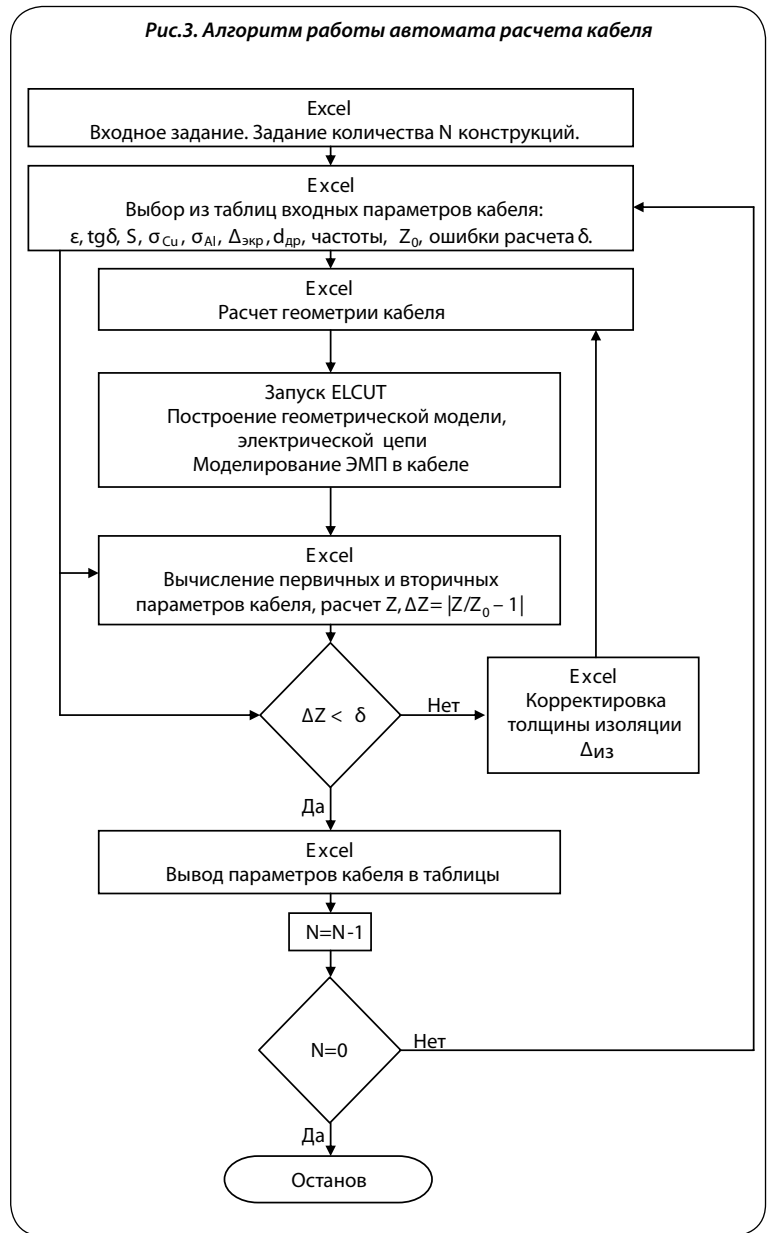 Рис.3. Алгоритм работы автомата расчета кабеля
Excel
Входное задание. Задание количества N конструкций.
Excel
Выбор из таблиц входных параметров кабеля:
ε, tgδ, S, σCu, σAl, Δэкр, dдр, частоты, Z₀, ошибки расчета δ.
Excel
Расчет геометрии кабеля
Запуск ELCUT
Построение геометрической модели,
электрической цепи
Моделирование ЭМП в кабеле
Excel
Вычисление первичных и вторичных
параметров кабеля, расчет Z, ΔZ= |Z/Z₀ – 1|
ΔZ < δ
Нет
Excel
Корректировка
толщины изоляции
Δиз
Да
Excel
Вывод параметров кабеля в таблицы
N=N-1
N=0
Нет
Да
Останов